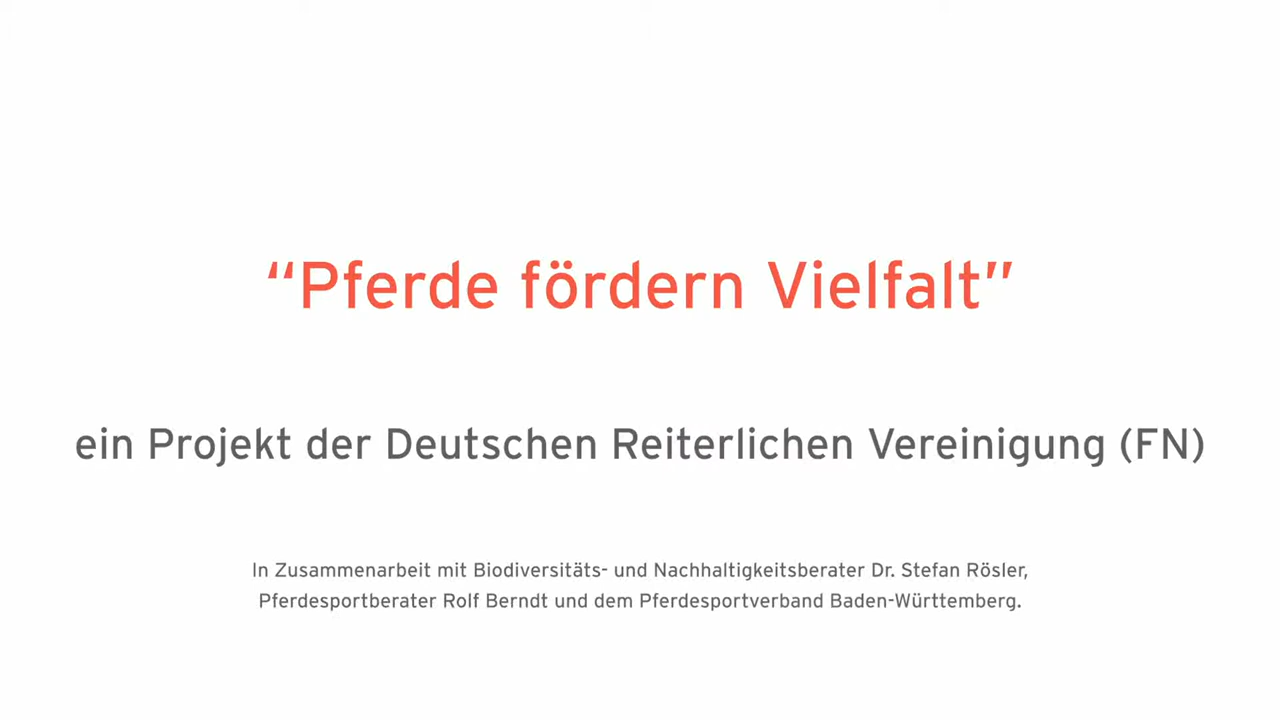 “Pferde fördern Vielfalt”
ein Projekt der Deutschen Reiterlichen Vereinigung (FN)
In Zusammenarbeit mit Biodiversitäts- und Nachhaltigkeitsberater Dr. Stefan Rösler,
Pferdesportberater Rolf Berndt und dem Pferdesportverband Baden-Württemberg.